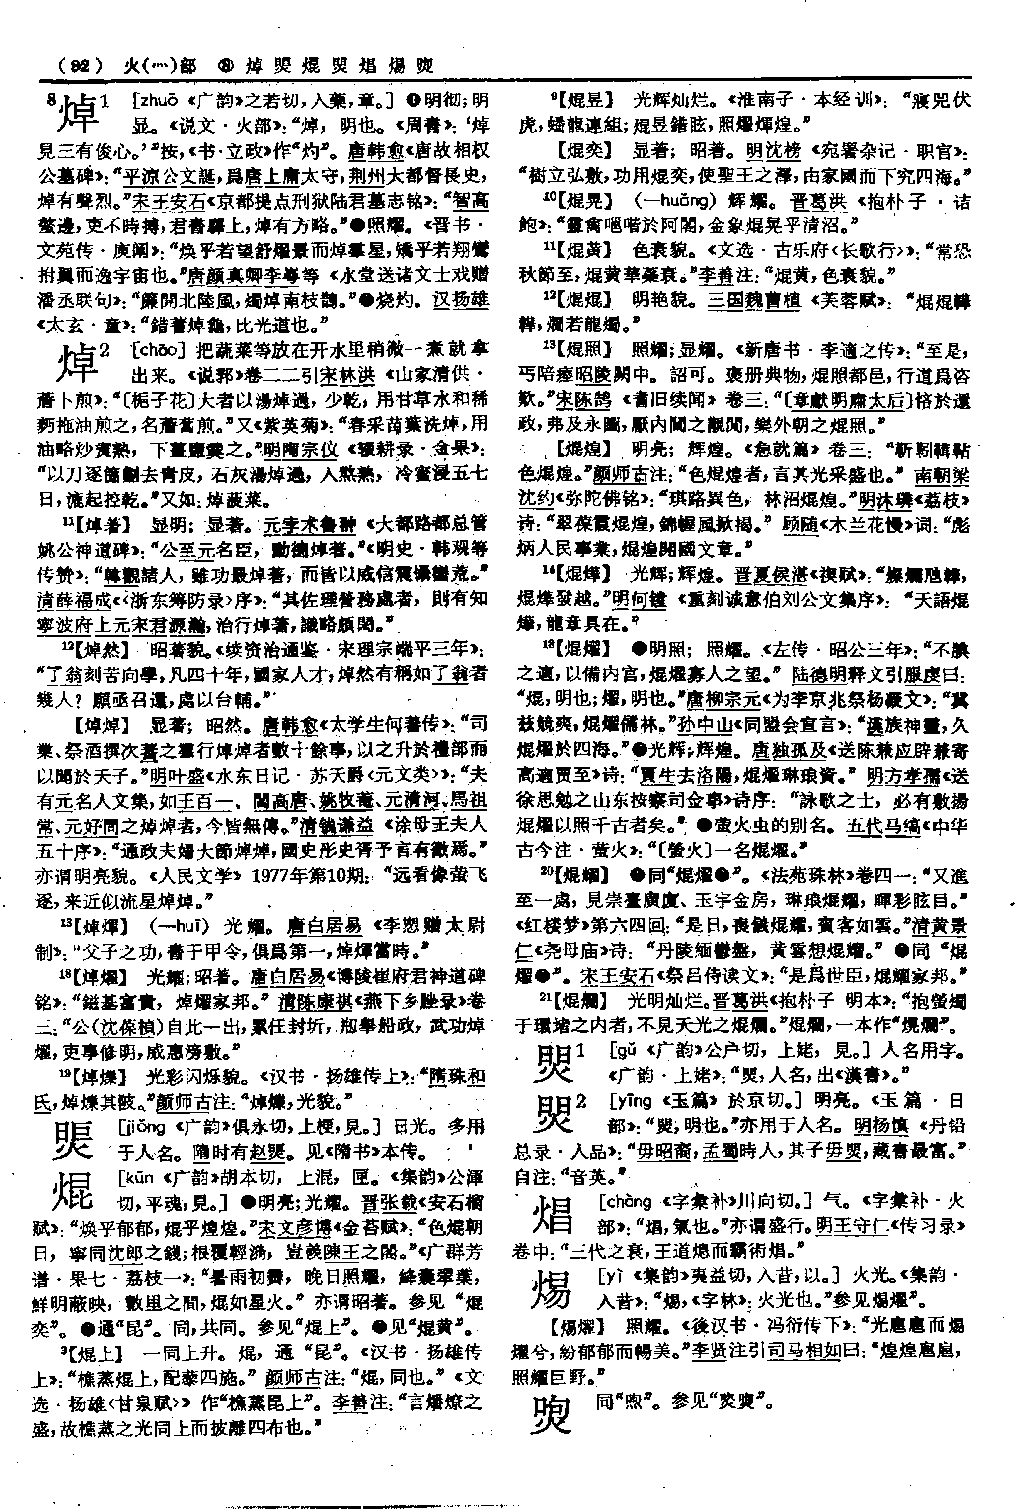 （92） 火(灬)部 ⑧ 焯 焸 焜 煚 焻 焬 㷄
8焯1 [zhuō《广韵》之若切,入藥,章。] ❶明彻;明
显。《说文·火部》:“焯，明也。《周書》:‘焯
見三有俊心。’”按,《书·立政》作“灼”。唐韩愈《唐故相权
公墓碑》:“平凉公文誕,爲唐上庸太守,荆州大都督長史,
焯有聲烈。”宋王安石《京都提点刑狱陆君墓志铭》:“智高
螯邊,吏不時搏,君書驛上,焯有方略。”❷照耀。《晋书·
文苑传·庾阐》:“焕乎若望舒燿景而焯羣星,矯乎若翔鸞
拊翼而逸宇宙也。”唐颜真卿李萼等《水堂送诸文士戏赠
潘丞联句》:“簾開北陸風,燭焯南枝鵲。”❸烧灼。汉扬雄
《太玄·童》:“錯蓍焯龜,比光道也。”
焯2 [chāo] 把蔬菜等放在开水里稍微一煮就拿
出来。《说郛》卷二二引宋林洪《山家清供·
薝卜煎》:“〔梔子花〕大者以湯焯過，少乾，用甘草水和稀
麪拖油煎之,名薝蔔煎。”又《紫英菊》:“春采苗葉洗焯,用
油略炒煑熟，下薑鹽羹之。”明陶宗仪《辍耕录·金果》:
“以刀逐箇劃去青皮，石灰湯焯過，入熬熟，冷蜜浸五七
日,漉起控乾。”又如:焯菠菜。
11【焯著】 显明；显著。元孛术鲁翀《大都路都总管
姚公神道碑》:“公至元名臣，勳德焯著。”《明史·韩观等
传赞》:“韓觀諸人，雖功最焯著，而皆以威信震懾蠻荒。”
清薛福成《〈浙东筹防录〉序》:“其佐理營務處者，則有知
寧波府上元宋君源瀚,治行焯著,識略頗閎。”
12【焯然】 昭著貌。《续资治通鉴·宋理宗端平三年》:
“了翁刻苦向學,凡四十年,國家人才,焯然有稱如了翁者
幾人？願亟召還,處以台輔。”
【焯焯】 显著；昭然。唐韩愈《太学生何蕃传》:“司
業、祭酒撰次蕃之羣行焯焯者數十餘事,以之升於禮部而
以聞於天子。”明叶盛《水东日记·苏天爵〈元文类〉》:“夫
有元名人文集,如王百一、閻高唐、姚牧菴、元清河、馬祖
常、元好問之焯焯者,今皆無傳。”清钱谦益《涂母王夫人
五十序》:“通政夫婦大節焯焯,國史彤史胥予言有徵焉。”
亦谓明亮貌。《人民文学》1977年第10期:“远看像萤飞
逐,来近似流星焯焯。”
13【焯煇】 (—huī) 光耀。唐白居易《李愬赠太尉
制》:“父子之功,書于甲令,俱爲第一,焯煇當時。”
18【焯燿】 光耀;昭著。唐白居易《博陵崔府君神道碑
铭》:“鎡基富貴，焯燿家邦。”清陈康祺《燕下乡脞录》卷
三:“公(沈葆楨)自此一出,累任封圻,剏舉船政，武功焯
燿,吏事修明,威惠滂敷。”
19【焯爍】 光彩闪烁貌。《汉书·扬雄传上》:“隋珠和
氏,焯爍其陂。”颜师古注:“焯爍,光貌。”
焸 [jiǒng《广韵》俱永切,上梗,見。] 日光。多用
于人名。隋时有赵焸。见《隋书》本传。
焜 [kūn《广韵》胡本切，上混，匣。《集韵》公渾
切,平魂,見。] ❶明亮;光耀。晋张载《安石榴
赋》:“焕乎郁郁,焜乎煌煌。”宋文彦博《金苔赋》:“色焜朝
日，寧同沈郎之錢;根覆輕漪，豈羨陳王之閣。”《广群芳
谱·果七·荔枝一》:“暑雨初霽，晚日照耀，絳囊翠葉，
鮮明蔽映，數里之間,焜如星火。”亦谓昭著。参见“焜
奕”。❷通“昆”。同,共同。参见“焜上”。❸见“焜黄”。
3【焜上】 一同上升。焜，通“昆”。《汉书·扬雄传
上》:“樵蒸焜上,配藜四施。”颜师古注:“焜,同也。”《文
选·扬雄〈甘泉赋〉》作“樵蒸昆上”。李善注:“言燔燎之
盛,故樵蒸之光同上而披離四布也。”
9【焜昱】 光辉灿烂。《淮南子·本经训》:“寢兕伏
虎,蟠龍連組;焜昱錯眩,照燿煇煌。”
【焜奕】 显著；昭著。明沈榜《宛署杂记·职官》:
“樹立弘敷,功用焜奕,使聖王之澤,由家國而下究四海。”
10【焜晃】 (—huǎng) 辉耀。晋葛洪《抱朴子·诘
鲍》:“靈禽嗈喈於阿閣,金象焜晃乎清沼。”
11【焜黄】 色衰貌。《文选·古乐府〈长歌行〉》:“常恐
秋節至,焜黄華蘂衰。”李善注:“焜黄,色衰貌。”
12【焜焜】 明艳貌。三国魏曹植《芙蓉赋》:“焜焜韡
韡,爛若龍燭。”
13【焜照】 照耀;显耀。《新唐书·李適之传》:“至是,
丐陪瘞昭陵闕中。詔可。褒册典物,焜照都邑,行道爲咨
歎。”宋陈鹄《耆旧续闻》卷三:“〔章獻明肅太后〕恪於還
政,弗及永圖,厭内闈之觀閲,樂外朝之焜照。”
【焜煌】 明亮；辉煌。《急就篇》卷三:“靳靷鞯𩌏
色焜煌。”颜师古注:“色焜煌者,言其光采盛也。”南朝梁
沈约《弥陀佛铭》:“琪路異色，林沼焜煌。”明沐璘《荔枝》
诗:“翠葆霞焜煌,錦幄風掀揭。”顾随《木兰花慢》词:“彪
炳人民事業,焜煌開國文章。”
14【焜燁】 光辉;辉煌。晋夏侯湛《禊赋》:“燦爛虺韡,
焜燁發越。”明何镗《重刻诚意伯刘公文集序》:“天語焜
燁,龍章具在。”
18【焜燿】 ❶明照；照耀。《左传·昭公三年》:“不腆
之適,以備内官,焜燿寡人之望。”陆德明释文引服虔曰:
“焜,明也;燿,明也。”唐柳宗元《为李京兆祭杨凝文》:“冀
兹競爽,焜燿儒林。”孙中山《同盟会宣言》:“漢族神靈,久
焜燿於四海。”❷光辉;辉煌。唐独孤及《送陈兼应辟兼寄
高適贾至》诗:“賈生去洛陽,焜燿琳琅資。”明方孝孺《送
徐思勉之山东按察司佥事》诗序:“詠歌之士，必有敷揚
焜燿以照千古者矣。”❸萤火虫的别名。五代马缟《中华
古今注·萤火》:“〔螢火〕一名焜燿。”
20【焜耀】 ❶同“焜燿❶”。《法苑珠林》卷四一:“又進
至一處，見崇臺廣廈、玉宇金房，琳琅焜耀，暉彩眩目。”
《红楼梦》第六四回:“是日,喪儀焜耀,賓客如雲。”清黄景
仁《尧母庙》诗:“丹陵緬鬱盤，黄雲想焜耀。”❷同“焜
燿❷”。宋王安石《祭吕侍读文》:“是爲世臣,焜耀家邦。”
21【焜爛】 光明灿烂。晋葛洪《抱朴子 明本》:“抱螢燭
于環堵之内者,不見天光之焜爛。”焜爛,一本作“焜爛”。
煚1 [gǔ《广韵》公户切，上姥，見。] 人名用字。
《广韵·上姥》:“煚,人名,出《漢書》。”
煚2 [yīng《玉篇》於京切。] 明亮。《玉篇·日
部》:“煚,明也。”亦用于人名。明杨慎《丹铅
总录·人品》:“毋昭裔,孟蜀時人,其子毋煚,藏書最富。”
自注:“音英。”
焻 [chàng《字彙补》川向切。] 气。《字彙补·火
部》:“焻,氣也。”亦谓盛行。明王守仁《传习录》
卷中:“三代之衰,王道熄而霸術焻。”
焬 [yì《集韵》夷益切,入昔,以。] 火光。《集韵·
入昔》:“焬,《字林》:火光也。”参见焬燿”。
【焬燿】 照耀。《後汉书·冯衍传下》:“光扈扈而焬
燿兮,紛郁郁而暢美。”李贤注引司马相如曰:“煌煌扈扈,
照耀巨野。”
㷄 同“煦”。参见“煚㷄”。